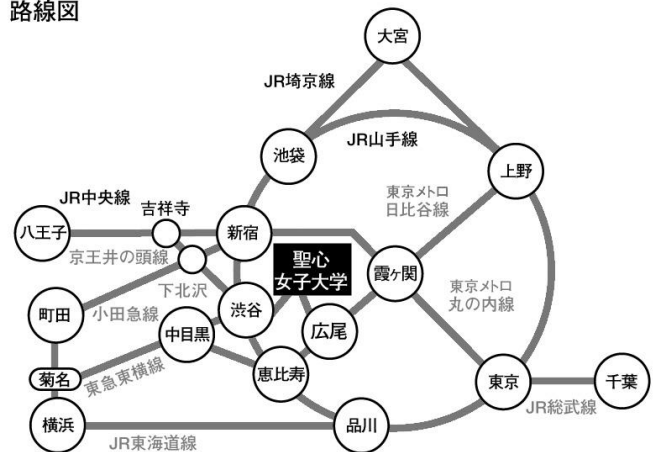 路線図
大宮
JR埼京線
JR山手線
池袋
上野
東京メトロ
日比谷線
JR中央線
吉祥寺
八王子
新宿
京王井の頭線
聖心
女子大学
霞ヶ関
下北沢
東京メトロ
丸の内線
町田
小田急線
渋谷
中目黒
広尾
菊名
東急東横線
恵比寿
東京
千葉
JR総武線
横浜
品川
JR東海道線